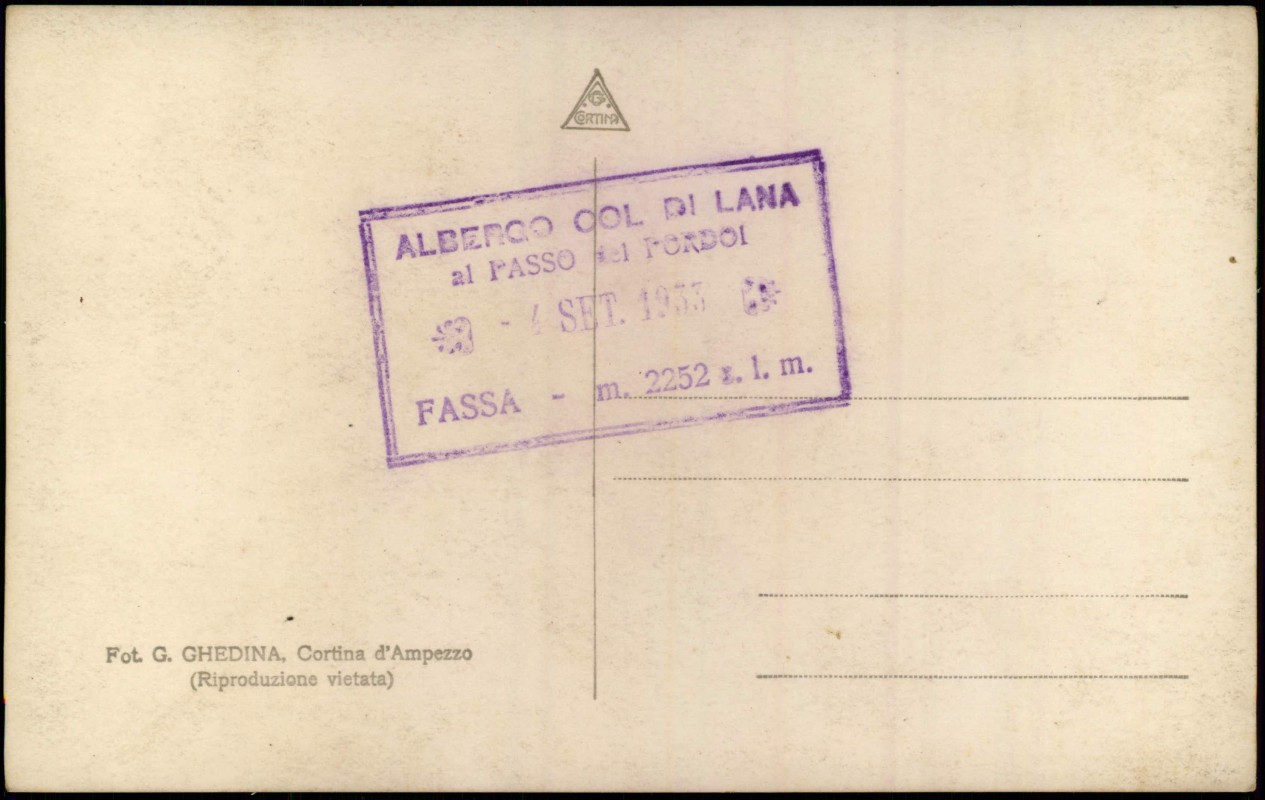 G.
CORTINA
ALBERGO COL DI LANA
al PASSO del PORDOI
- 4 SET. 1933
FASSA - m. 2252 s. l. m.
Fot. G. GHEDINA, Cortina d'Ampezzo
(Riproduzione vietata)